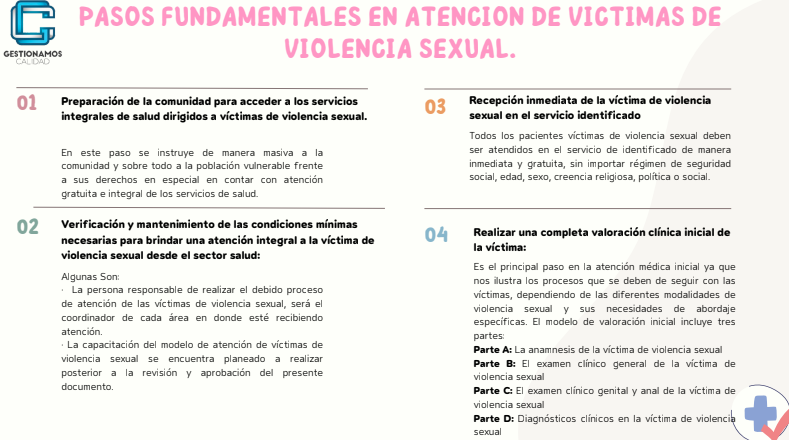 GESTIONAMOS
CALIDAD
PASOS FUNDAMENTALES EN ATENCION DE VICTIMAS DE
VIOLENCIA SEXUAL.
01
Preparación de la comunidad para acceder a los servicios
integrales de salud dirigidos a víctimas de violencia sexual.
En este paso se instruye de manera masiva a la
comunidad y sobre todo a la población vulnerable frente
a sus derechos en especial en contar con atención
gratuita e integral de los servicios de salud.
02
Verificación y mantenimiento de las condiciones mínimas
necesarias para brindar una atención integral a la víctima de
violencia sexual desde el sector salud:
Algunas Son:
· La persona responsable de realizar el debido proceso
de atención de las víctimas de violencia sexual, será el
coordinador de cada área en donde esté recibiendo
atención.
· La capacitación del modelo de atención de víctimas de
violencia sexual se encuentra planeado a realizar
posterior a la revisión y aprobación del presente
documento.
03
Recepción inmediata de la víctima de violencia
sexual en el servicio identificado
Todos los pacientes víctimas de violencia sexual deben
ser atendidos en el servicio de identificado de manera
inmediata y gratuita, sin importar régimen de seguridad
social, edad, sexo, creencia religiosa, política o social.
04
Realizar una completa valoración clínica inicial de
la víctima:
Es el principal paso en la atención médica inicial ya que
nos ilustra los procesos que se deben de seguir con las
víctimas, dependiendo de las diferentes modalidades de
violencia sexual y sus necesidades de abordaje
específicas. El modelo de valoración inicial incluye tres
partes:
Parte A: La anamnesis de la víctima de violencia sexual
Parte B: El examen clínico general de la víctima de
violencia sexual
Parte C: El examen clínico genital y anal de la víctima de
violencia sexual
Parte D: Diagnósticos clínicos en la víctima de violencia
sexual